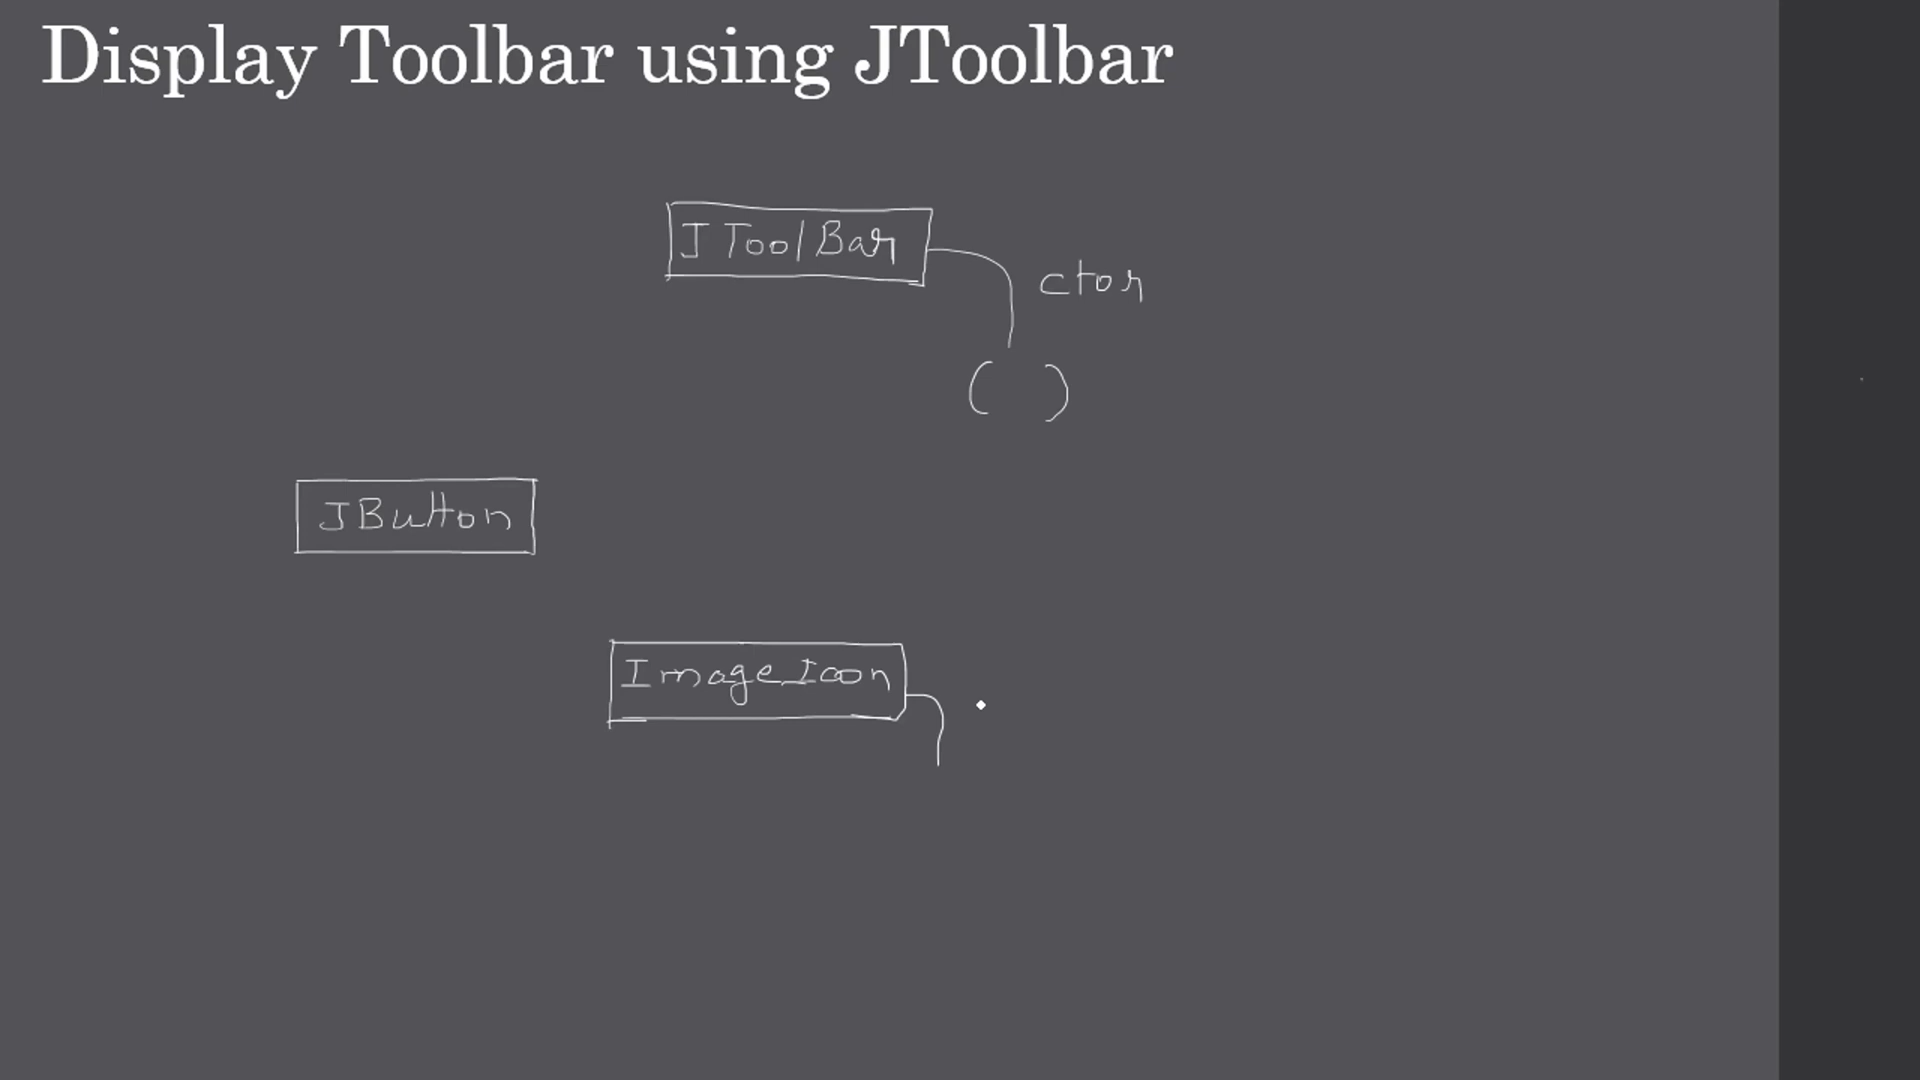 Display Toolbar using JToolbar
JToolBar
ctor
( )
JButton
ImageIcon